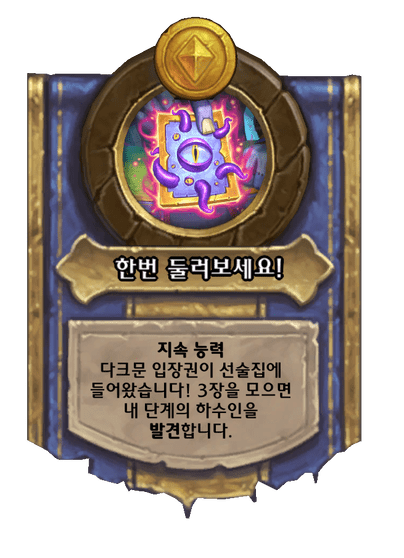 한번 둘러보세요!
지속 능력
다크문 입장권이 선술집에
들어왔습니다! 3장을 모으면
내 단계의 하수인을
발견합니다.